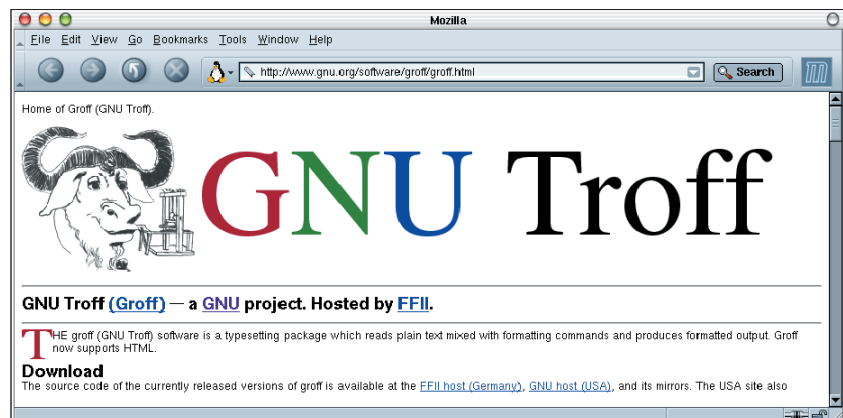 Mozilla
File Edit View Go Bookmarks Tools Window Help
http://www.gnu.org/software/groff/groff.html Search
Home of Groff (GNU Troff).
GNU Troff
GNU Troff (Groff) — a GNU project. Hosted by FFII.
THE groff (GNU Troff) software is a typesetting package which reads plain text mixed with formatting commands and produces formatted output. Groff
now supports HTML.
Download
The source code of the currently released versions of groff is available at the FFII host (Germany), GNU host (USA), and its mirrors. The USA site also